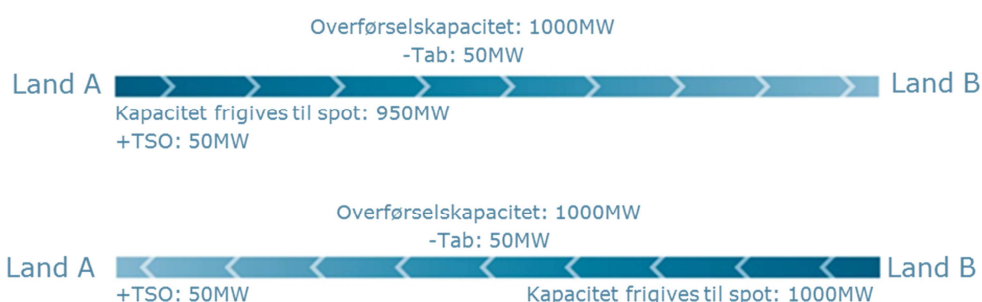 Overførselskapacitet: 1000MW
-Tab: 50MW
Land A
Land B
Kapacitet frigives til spot: 950MW
+TSO: 50MW
Overførselskapacitet: 1000MW
-Tab: 50MW
Land A
Land B
+TSO: 50MW
Kapacitet frigives til spot: 1000MW